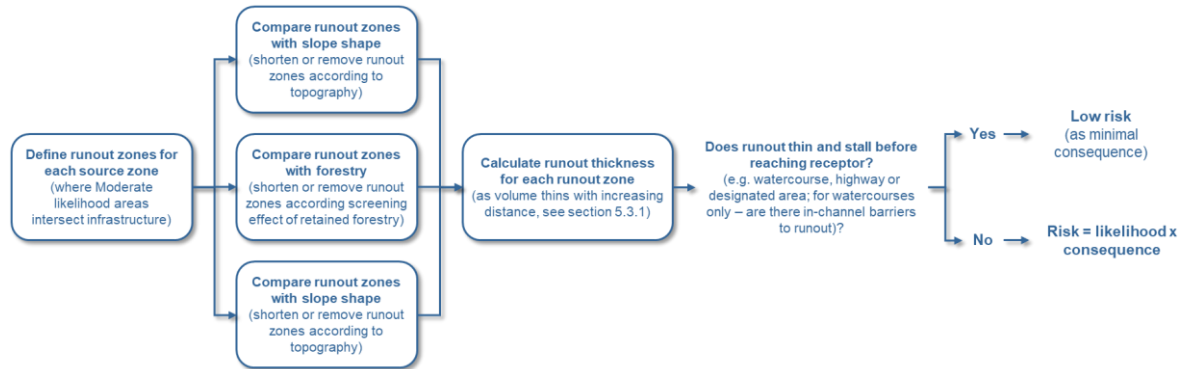 Define runout zones for
each source zone
(where Moderate
likelihood areas
intersect infrastructure)
Compare runout zones
with slope shape
(shorten or remove runout
zones according to
topography)
Compare runout zones
with forestry
(shorten or remove runout
zones according screening
effect of retained forestry)
Compare runout zones
with slope shape
(shorten or remove runout
zones according to
topography)
Calculate runout thickness
for each runout zone
(as volume thins with increasing
distance, see section 5.3.1)
Does runout thin and stall before
reaching receptor?
(e.g. watercourse, highway or
designated area; for watercourses
only – are there in-channel barriers
to runout)?
Yes
Low risk
(as minimal
consequence)
No
Risk = likelihood x
consequence